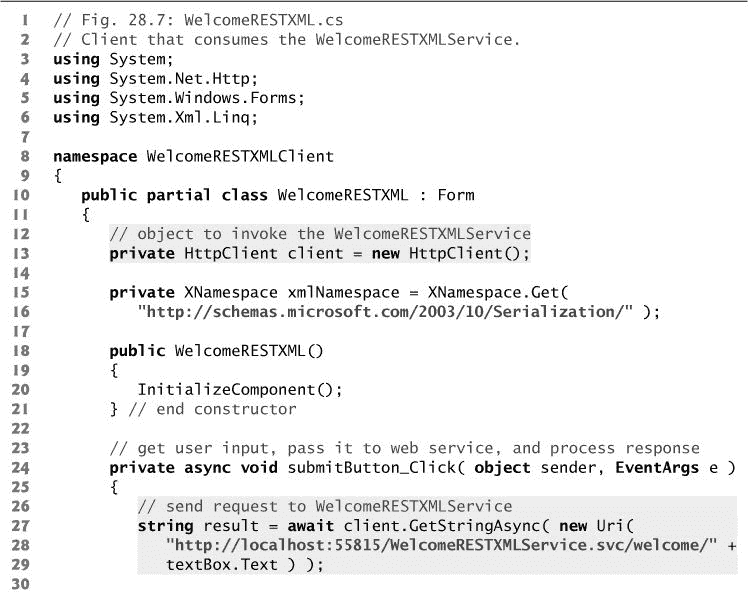 1 // Fig. 28.7: WelcomeRESTXML.cs
2 // Client that consumes the WelcomeRESTXMLService.
3 using System;
4 using System.Net.Http;
5 using System.Windows.Forms;
6 using System.Xml.Linq;
7
8 namespace WelcomeRESTXMLClient
9 {
10 public partial class WelcomeRESTXML : Form
11 {
12 // object to invoke the WelcomeRESTXMLService
13 private HttpClient client = new HttpClient();
14
15 private XNamespace xmlNamespace = XNamespace.Get(
16 "http://schemas.microsoft.com/2003/10/Serialization/" );
17
18 public WelcomeRESTXML()
19 {
20 InitializeComponent();
21 } // end constructor
22
23 // get user input, pass it to web service, and process response
24 private async void submitButton_Click( object sender, EventArgs e )
25 {
26 // send request to WelcomeRESTXMLService
27 string result = await client.GetStringAsync( new Uri(
28 "http://localhost:55815/WelcomeRESTXMLService.svc/welcome/" +
29 textBox.Text ) );
30